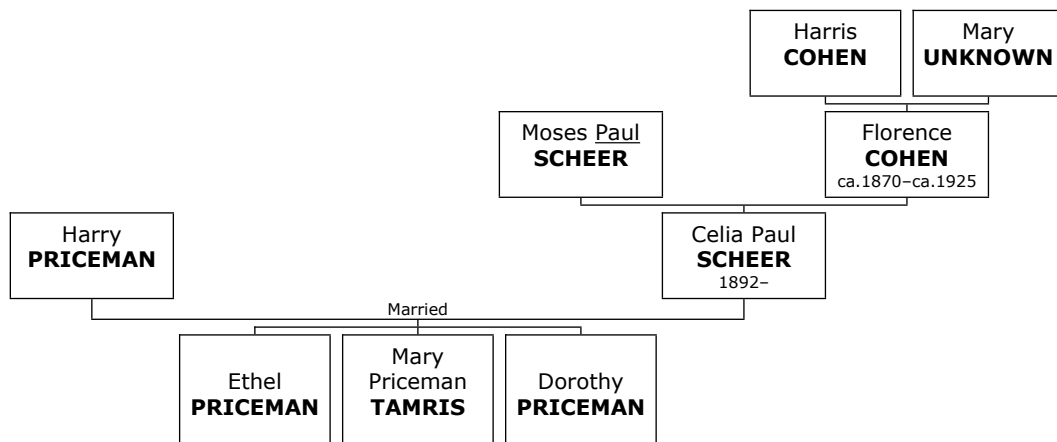 Harris
COHEN
Mary
UNKNOWN
Moses Paul
SCHEER
Florence
COHEN
ca.1870–ca.1925
Harry
PRICEMAN
Celia Paul
SCHEER
1892–
Married
Ethel
PRICEMAN
Mary
Priceman
TAMRIS
Dorothy
PRICEMAN